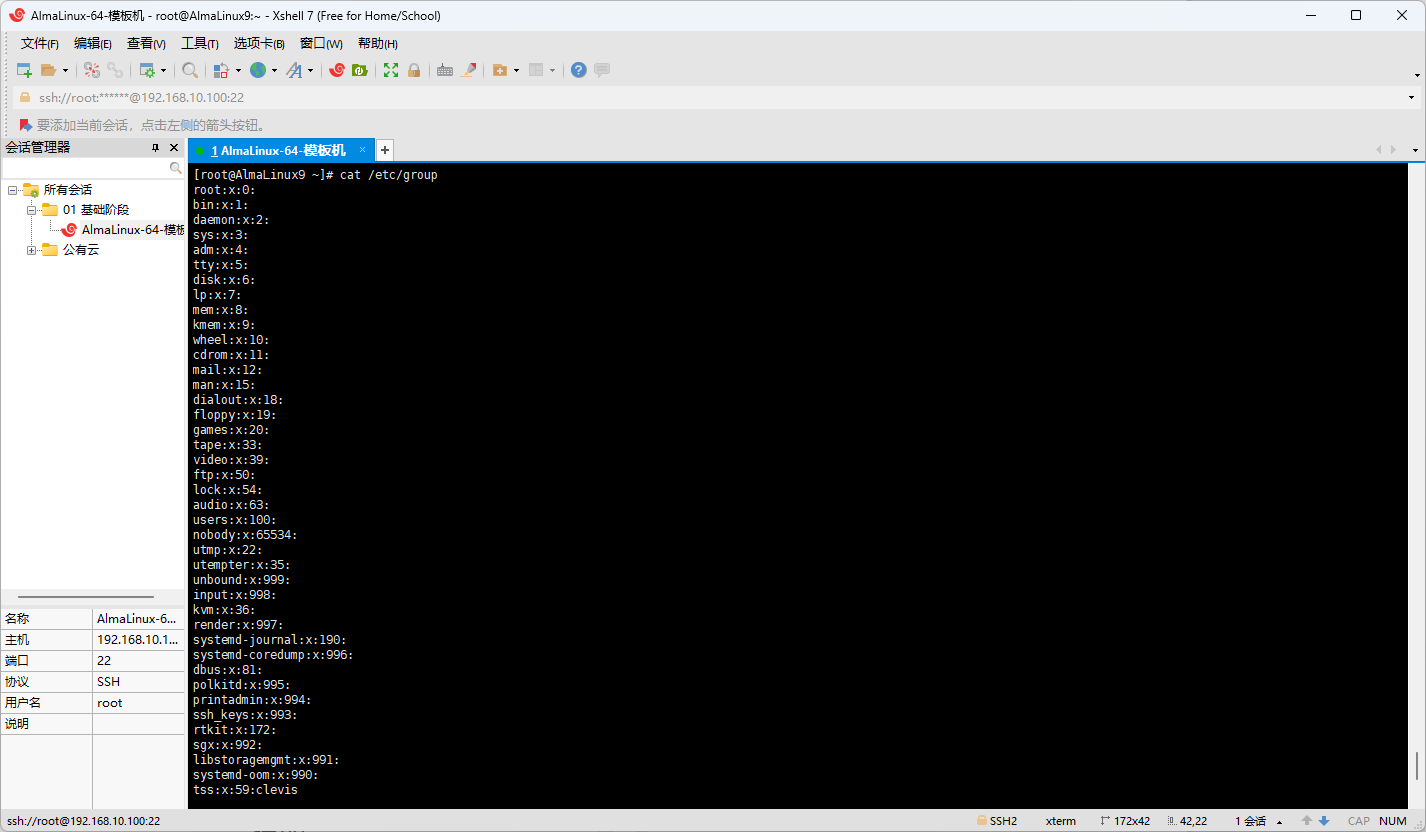 AlmaLinux-64-模板机 - root@AlmaLinux9:~ - Xshell 7 (Free for Home/School)
文件(F) 编辑(E) 查看(V) 工具(T) 选项卡(B) 窗口(W) 帮助(H)
ssh://root:******@192.168.10.100:22
要添加当前会话，点击左侧的箭头按钮。
会话管理器
所有会话
01 基础阶段
AlmaLinux-64-模板
公有云
名称 AlmaLinux-6...
主机 192.168.10.1...
端口 22
协议 SSH
用户名 root
说明
1 AlmaLinux-64-模板机
[root@AlmaLinux9 ~]# cat /etc/group
root:x:0:
bin:x:1:
daemon:x:2:
sys:x:3:
adm:x:4:
tty:x:5:
disk:x:6:
lp:x:7:
mem:x:8:
kmem:x:9:
wheel:x:10:
cdrom:x:11:
mail:x:12:
man:x:15:
dialout:x:18:
floppy:x:19:
games:x:20:
tape:x:33:
video:x:39:
ftp:x:50:
lock:x:54:
audio:x:63:
users:x:100:
nobody:x:65534:
utmp:x:22:
utempter:x:35:
unbound:x:999:
input:x:998:
kvm:x:36:
render:x:997:
systemd-journal:x:190:
systemd-coredump:x:996:
dbus:x:81:
polkitd:x:995:
printadmin:x:994:
ssh_keys:x:993:
rtkit:x:172:
sgx:x:992:
libstoragemgmt:x:991:
systemd-oom:x:990:
tss:x:59:clevis
ssh://root@192.168.10.100:22 SSH2 xterm 172x42 42,22 1 会话 CAP NUM